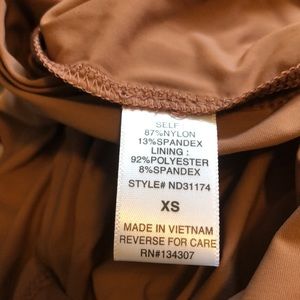 SELF:
87%NYLON
13%SPANDEX
LINING :
92%POLYESTER
8%SPANDEX
STYLE# ND31174
XS
MADE IN VIETNAM
REVERSE FOR CARE
RN#134307